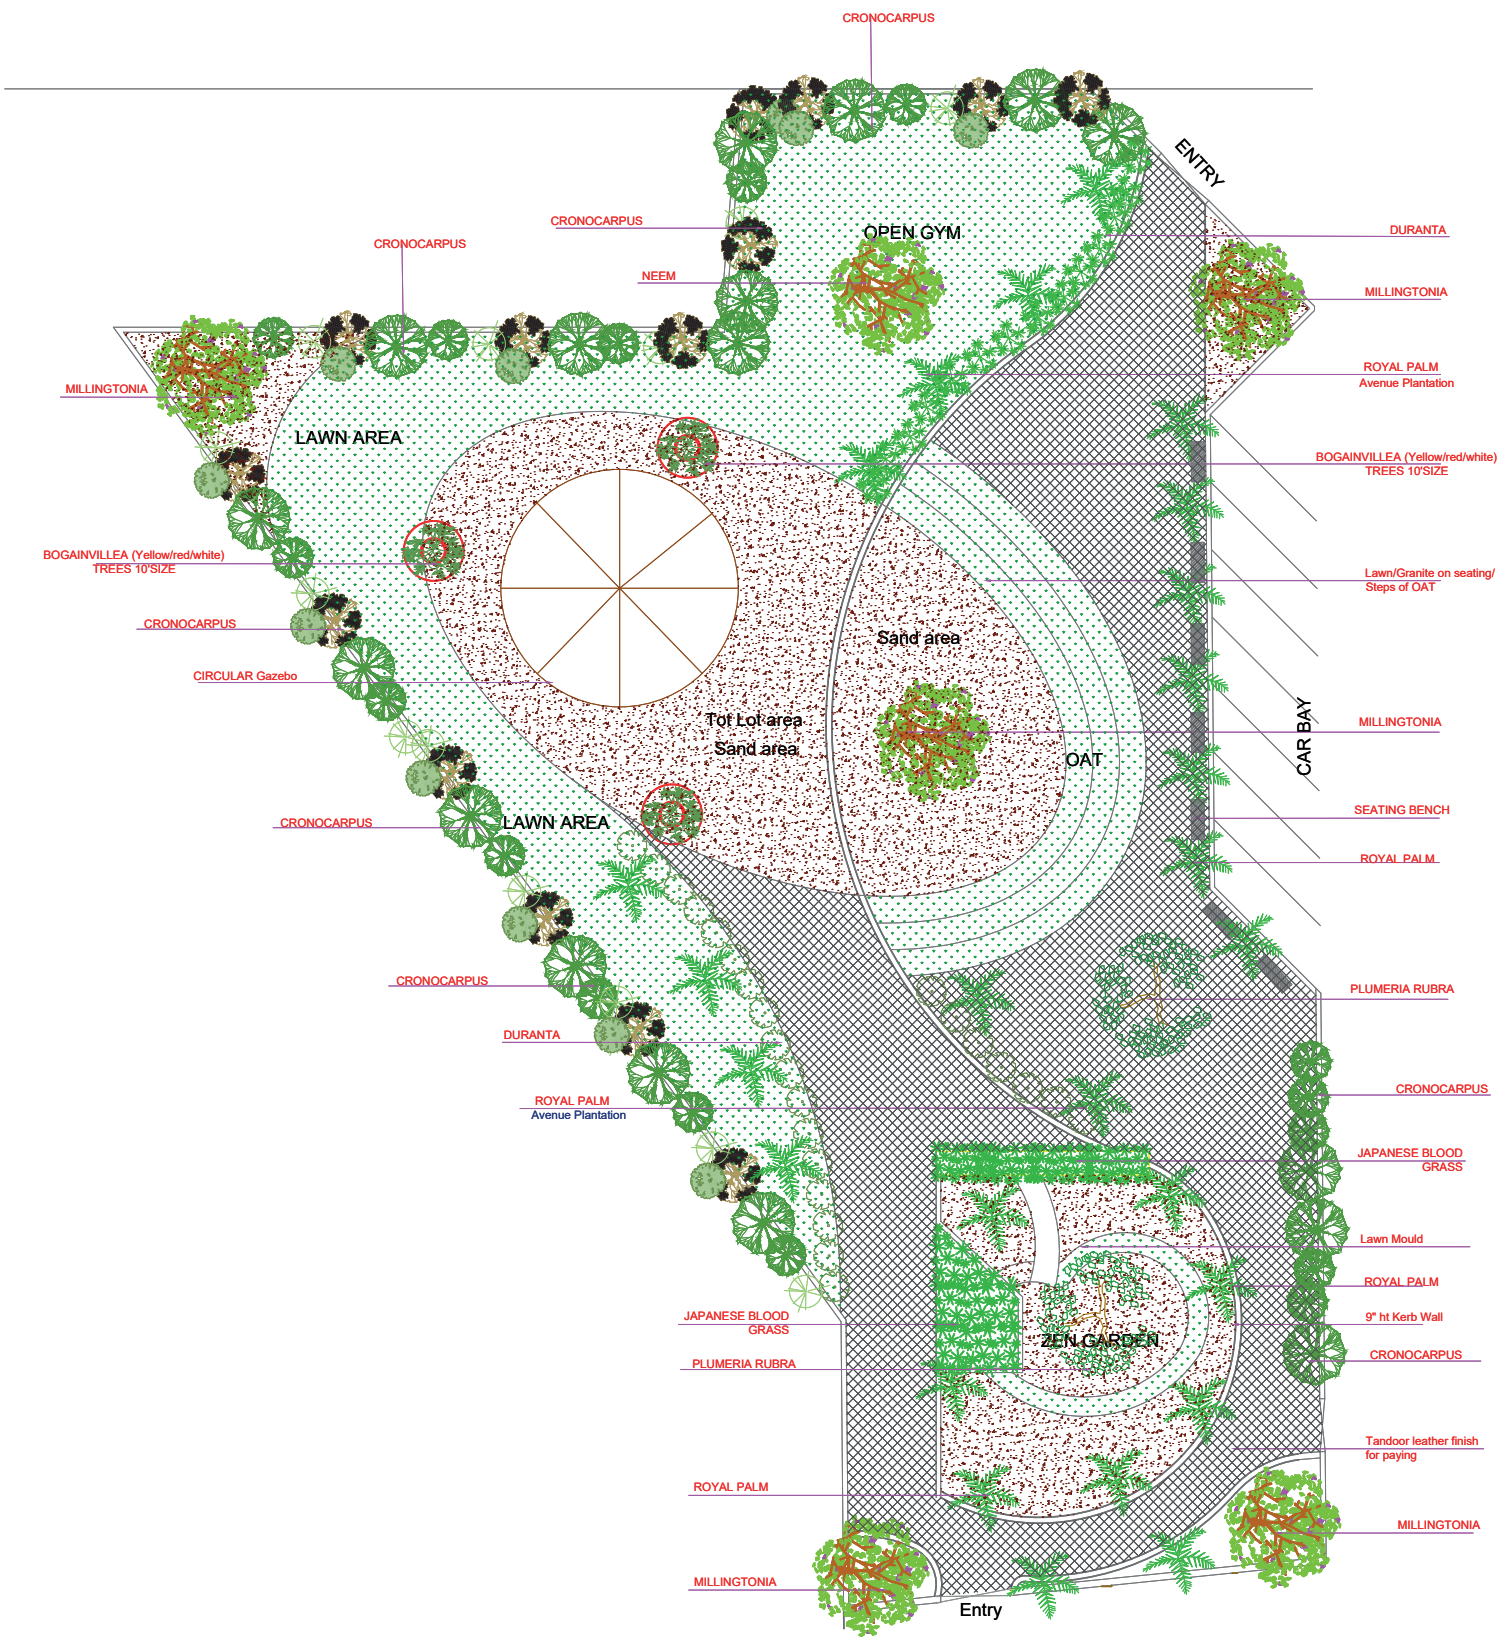 CRONOCARPUS
ENTRY
CRONOCARPUS
DURANTA
OPEN GYM
CRONOCARPUS
NEEM
MILLINGTONIA
ROYAL PALM
Avenue Plantation
MILLINGTONIA
LAWN AREA
BOGAINVILLEA (Yellow/red/white)
TREES 10'SIZE
BOGAINVILLEA (Yellow/red/white)
TREES 10'SIZE
Lawn/Granite on seating/
Steps of OAT
CRONOCARPUS
Sand area
CIRCULAR Gazebo
Tot Lot area
Sand area
MILLINGTONIA
CAR BAY
OAT
SEATING BENCH
CRONOCARPUS
LAWN AREA
ROYAL PALM
CRONOCARPUS
PLUMERIA RUBRA
DURANTA
CRONOCARPUS
ROYAL PALM
Avenue Plantation
JAPANESE BLOOD
GRASS
Lawn Mould
ROYAL PALM
JAPANESE BLOOD
GRASS
9" ht Kerb Wall
ZEN GARDEN
PLUMERIA RUBRA
CRONOCARPUS
Tandoor leather finish
for paying
ROYAL PALM
MILLINGTONIA
MILLINGTONIA
Entry